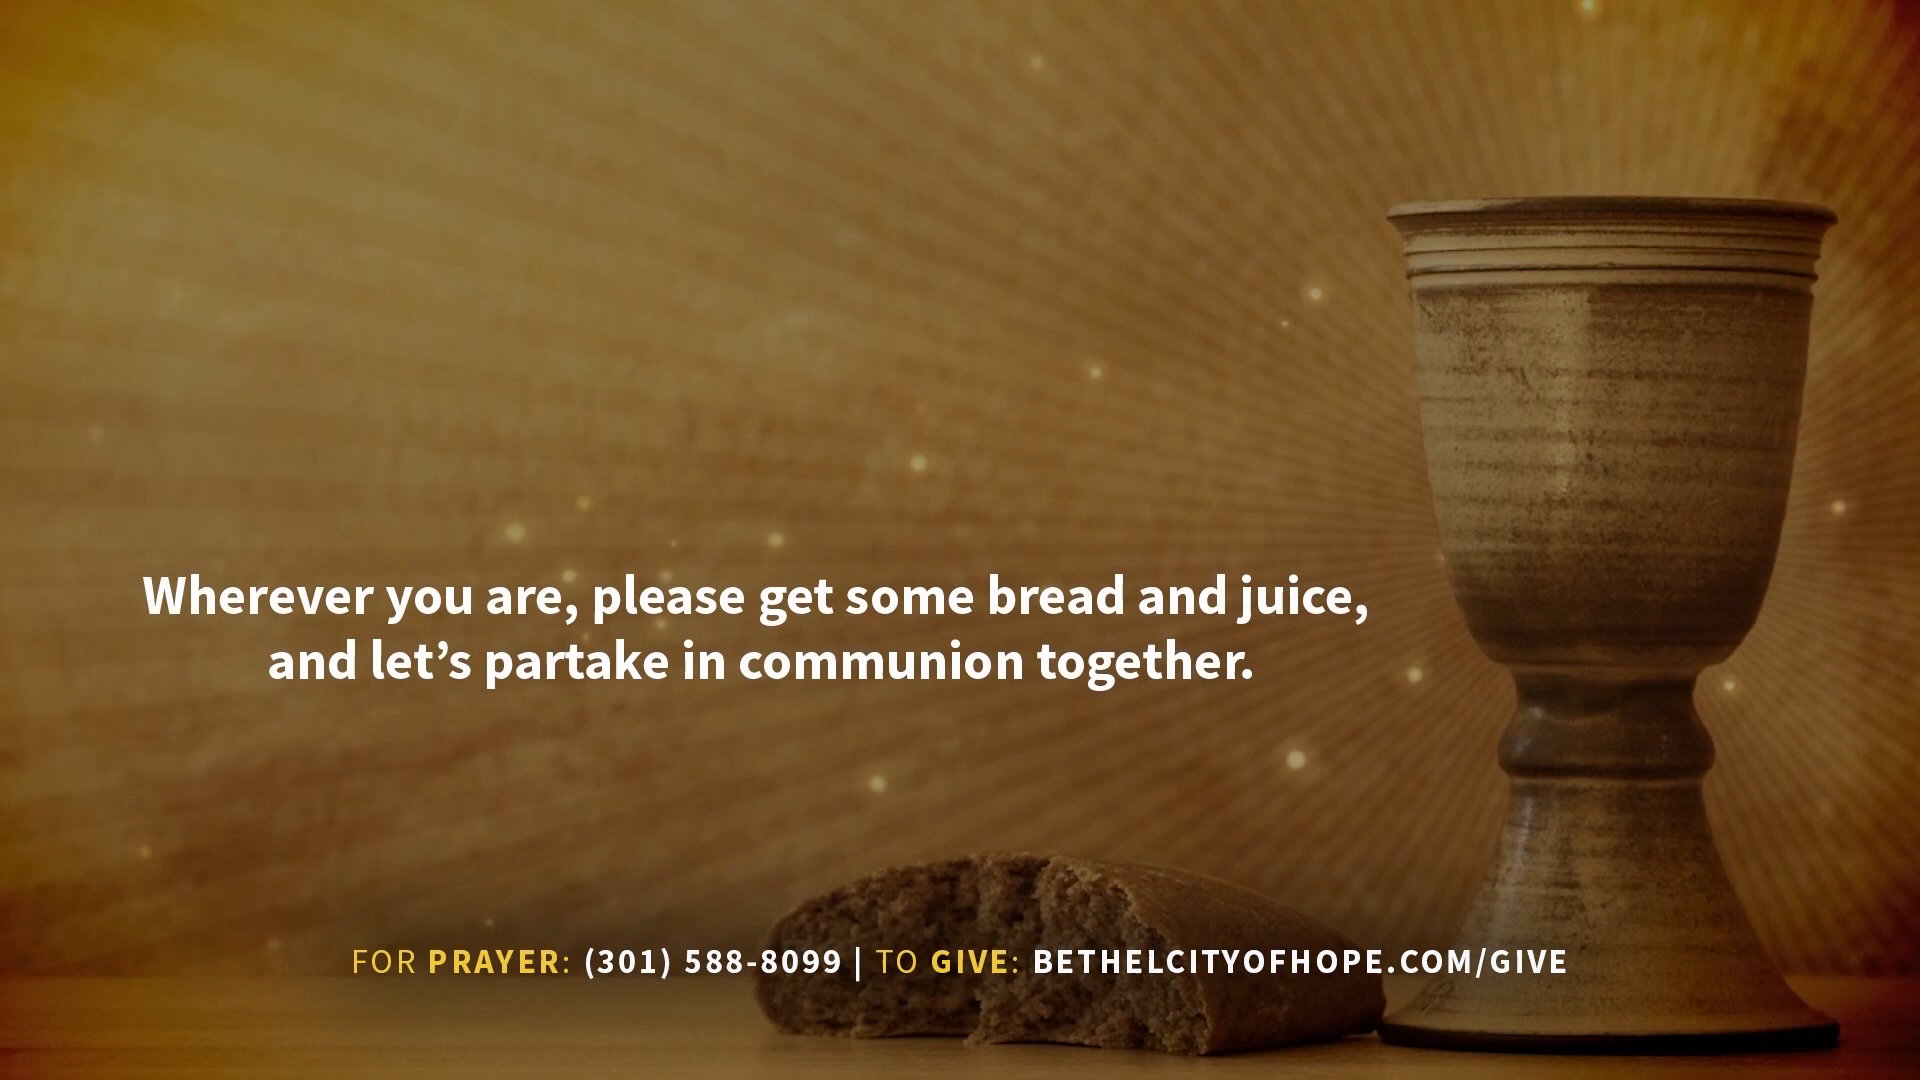 Wherever you are, please get some bread and juice,
and let’s partake in communion together.
FOR PRAYER: (301) 588-8099 | TO GIVE: BETHELCITYOFHOPE.COM/GIVE